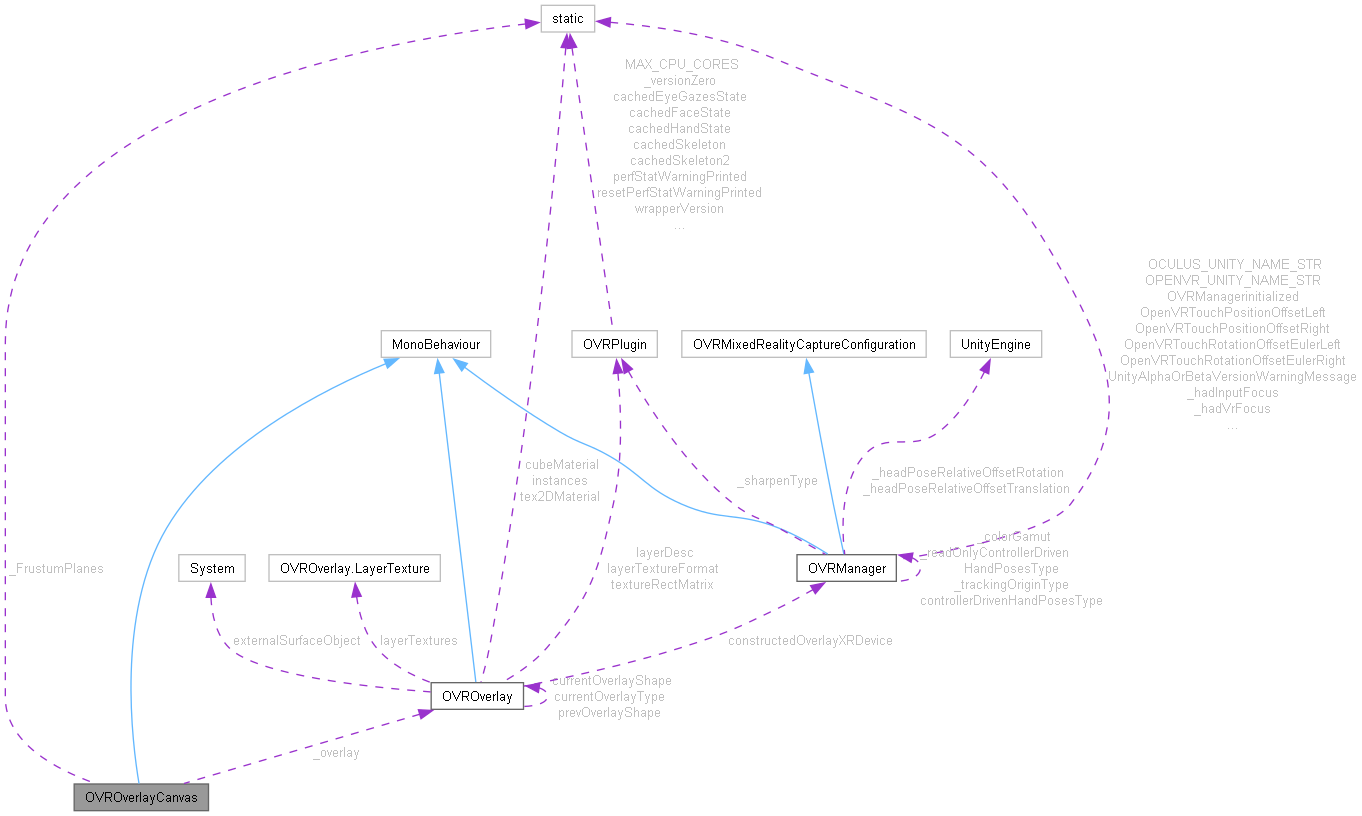 static
MAX_CPU_CORES
_versionZero
cachedEyeGazesState
cachedFaceState
cachedHandState
cachedSkeleton
cachedSkeleton2
perfStatWarningPrinted
resetPerfStatWarningPrinted
wrapperVersion
...
OCULUS_UNITY_NAME_STR
OPENVR_UNITY_NAME_STR
OVRManagerinitialized
OpenVRTouchPositionOffsetLeft
OpenVRTouchPositionOffsetRight
OpenVRTouchRotationOffsetEulerLeft
OpenVRTouchRotationOffsetEulerRight
UnityAlphaOrBetaVersionWarningMessage
_hadInputFocus
_hadVrFocus
...
MonoBehaviour
OVRPlugin
OVRMixedRealityCaptureConfiguration
UnityEngine
cubeMaterial
instances
tex2DMaterial
_sharpenType
_headPoseRelativeOffsetRotation
_headPoseRelativeOffsetTranslation
_FrustumPlanes
System
OVROverlay.LayerTexture
layerDesc
layerTextureFormat
textureRectMatrix
OVRManager
_colorGamut
_readOnlyControllerDriven
HandPosesType
_trackingOriginType
controllerDrivenHandPosesType
externalSurfaceObject
layerTextures
constructedOverlayXRDevice
OVROverlay
currentOverlayShape
currentOverlayType
prevOverlayShape
_overlay
OVROverlayCanvas